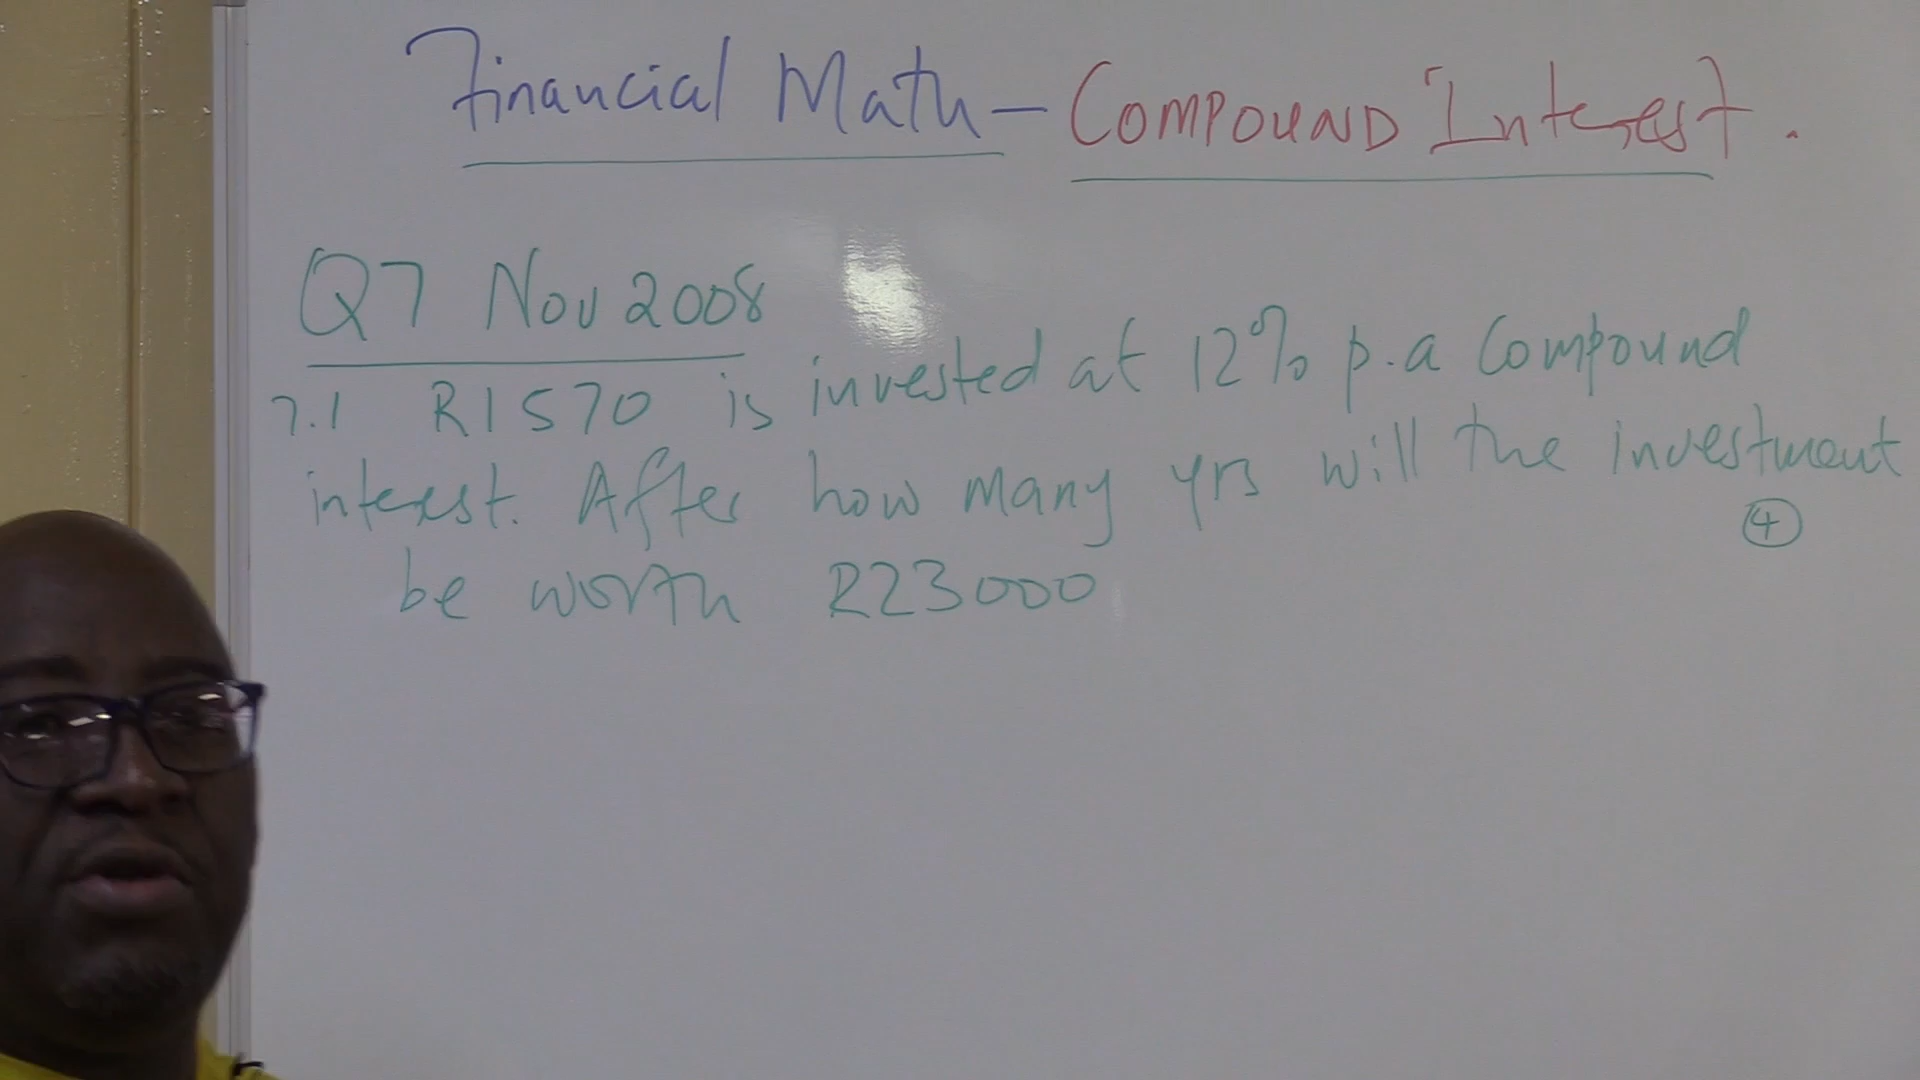 Financial Math - COMPOUND Interest.
Q7 Nov 2008
7.1 R1570 is invested at 12% p.a Compound
interest. After how many yrs will the investment
④
be worth R23000